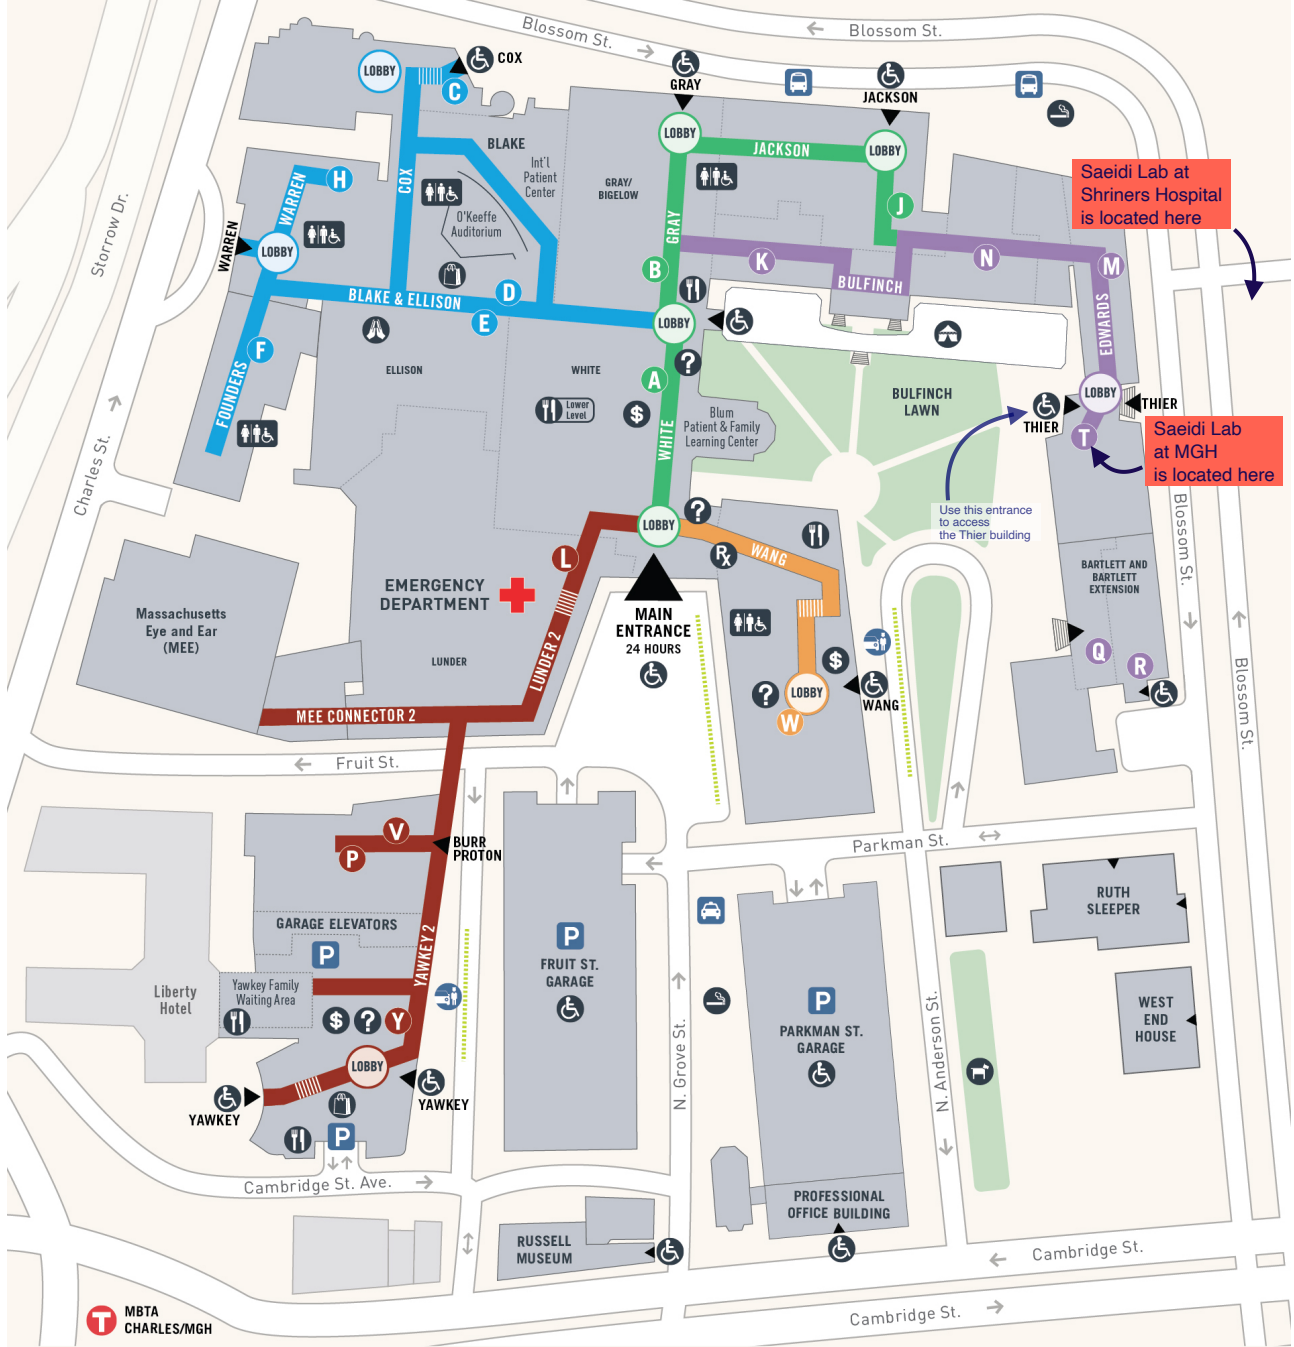 Blossom St.
Blossom St.
LOBBY
COX
C
GRAY
JACKSON
LOBBY
JACKSON
LOBBY
BLAKE
Int'l
Patient
Center
GRAY/
BIGELOW
COX
H
WARREN
O'Keeffe
Auditorium
J
GRAY
Saeidi Lab at
Shriners Hospital
is located here
Storrow Dr.
WARREN
LOBBY
B
K
BULFINCH
N
M
D
BLAKE & ELLISON
E
LOBBY
EDWARDS
F
FOUNDERS
ELLISON
WHITE
?
A
BULFINCH
LAWN
LOBBY
THIER
THIER
Lower
Level
$
Blum
Patient & Family
Learning Center
WHITE
T
Saeidi Lab
at MGH
is located here
Charles St.
Use this entrance
to access
the Thier building
Blossom St.
LOBBY
?
L
Rx
WANG
EMERGENCY
DEPARTMENT
BARTLETT AND
BARTLETT
EXTENSION
Massachusetts
Eye and Ear
(MEE)
MAIN
ENTRANCE
24 HOURS
LUNDER
LUNDER 2
$
?
LOBBY
WANG
W
Q
R
Blossom St.
MEE CONNECTOR 2
Fruit St.
V
P
BURR
PROTON
Parkman St.
RUTH
SLEEPER
GARAGE ELEVATORS
P
YAWKEY 2
P
FRUIT ST.
GARAGE
Liberty
Hotel
Yawkey Family
Waiting Area
$
?
Y
P
PARKMAN ST.
GARAGE
WEST
END
HOUSE
N. Grove St.
N. Anderson St.
LOBBY
YAWKEY
YAWKEY
P
Cambridge St. Ave.
PROFESSIONAL
OFFICE BUILDING
RUSSELL
MUSEUM
Cambridge St.
Cambridge St.
T
MBTA
CHARLES/MGH